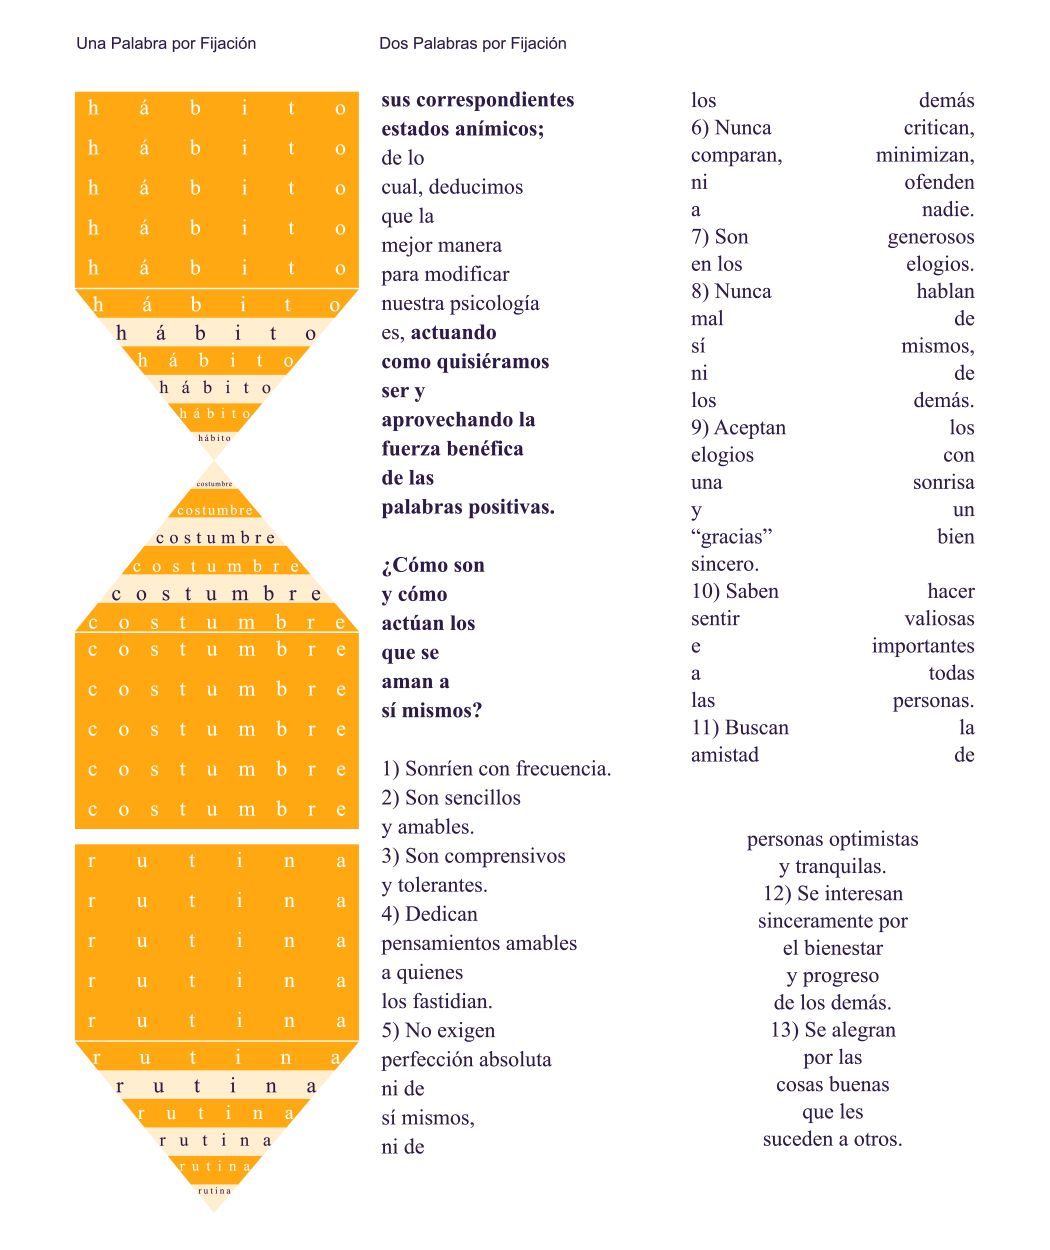 Una Palabra por Fijación
Dos Palabras por Fijación
h á b i t o
h á b i t o
h á b i t o
h á b i t o
h á b i t o
h á b i t o
h á b i t o
h á b i t o
h á b i t o
h á b i t o
hábito
costumbre
costumbre
c o s t u m b r e
c o s t u m b r e
c o s t u m b r e
c o s t u m b r e
c o s t u m b r e
c o s t u m b r e
c o s t u m b r e
c o s t u m b r e
c o s t u m b r e
r u t i n a
r u t i n a
r u t i n a
r u t i n a
r u t i n a
r u t i n a
r u t i n a
r u t i n a
r u t i n a
r u t i n a
rutina
sus correspondientes
estados anímicos;
de lo
cual, deducimos
que la
mejor manera
para modificar
nuestra psicología
es, actuando
como quisiéramos
ser y
aprovechando la
fuerza benéfica
de las
palabras positivas.
¿Cómo son
y cómo
actúan los
que se
aman a
sí mismos?
1) Sonríen con frecuencia.
2) Son sencillos
y amables.
3) Son comprensivos
y tolerantes.
4) Dedican
pensamientos amables
a quienes
los fastidian.
5) No exigen
perfección absoluta
ni de
sí mismos,
ni de
los demás
6) Nunca critican,
comparan, minimizan,
ni ofenden
a nadie.
7) Son generosos
en los elogios.
8) Nunca hablan
mal de
sí mismos,
ni de
los demás.
9) Aceptan los
elogios con
una sonrisa
y un
“gracias” bien
sincero.
10) Saben hacer
sentir valiosas
e importantes
a todas
las personas.
11) Buscan la
amistad de
personas optimistas
y tranquilas.
12) Se interesan
sinceramente por
el bienestar
y progreso
de los demás.
13) Se alegran
por las
cosas buenas
que les
suceden a otros.